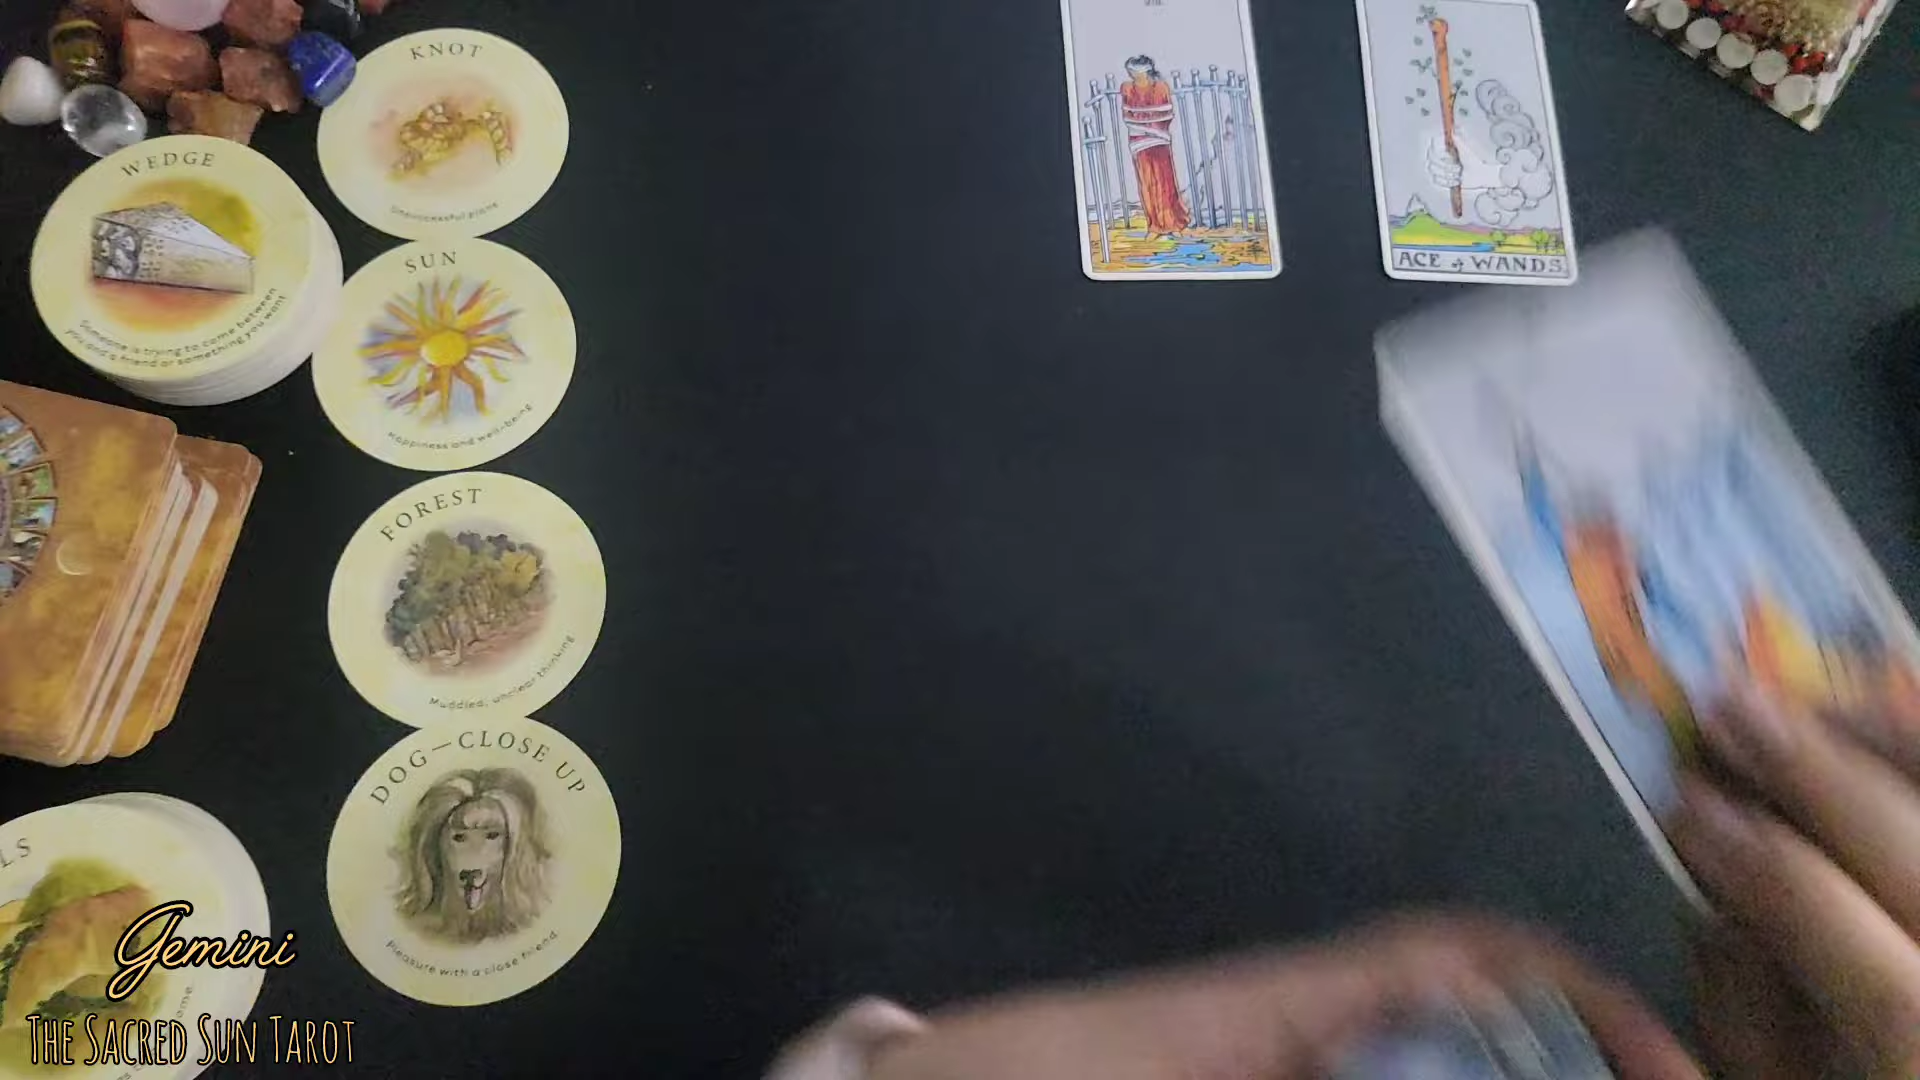 KNOT
Unsuccessful plans
WEDGE
Someone is trying to come between
you and a friend or something you want
SUN
Happiness and well-being
FOREST
Muddled, unclear thinking
DOG—CLOSE UP
Pleasure with a close friend
VIII
ACE of WANDS
Gemini
THE SACRED SUN TAROT